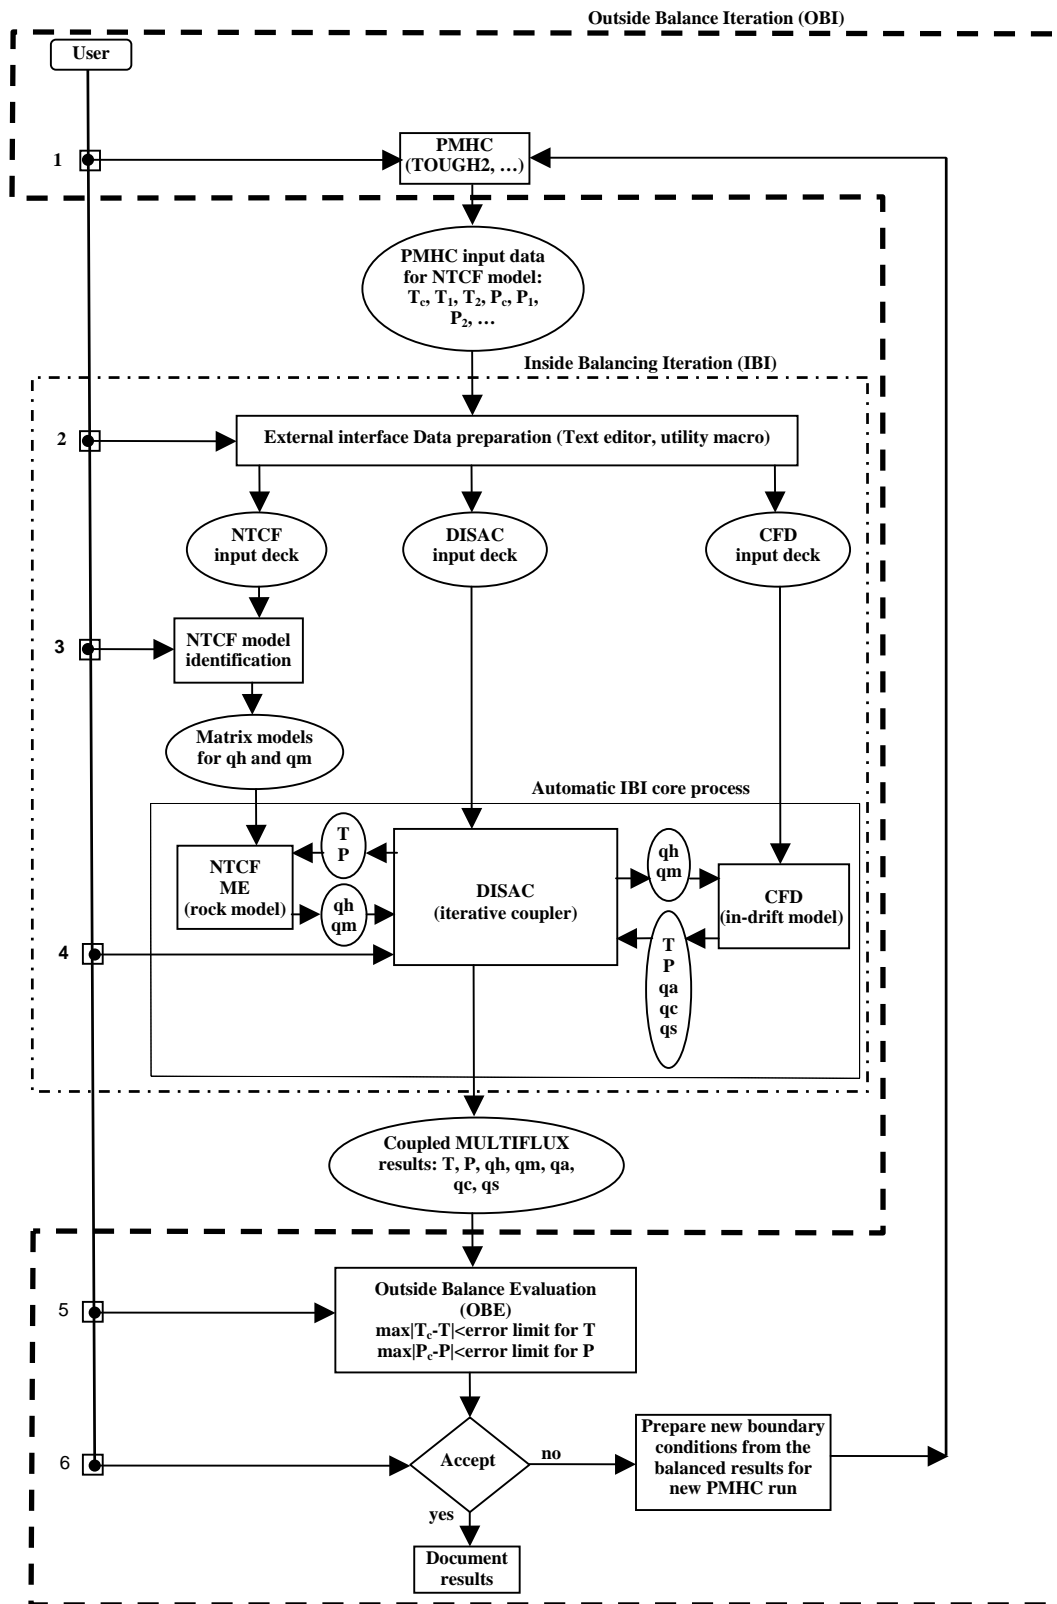 Outside Balance Iteration (OBI)
User
1
PMHC
(TOUGH2, …)
PMHC input data
for NTCF model:
Tc, T1, T2, Pc, P1,
P2, …
Inside Balancing Iteration (IBI)
2
External interface Data preparation (Text editor, utility macro)
NTCF
input deck
DISAC
input deck
CFD
input deck
3
NTCF model
identification
Matrix models
for qh and qm
Automatic IBI core process
T
P
NTCF
ME
(rock model)
qh
qm
DISAC
(iterative coupler)
qh
qm
CFD
(in-drift model)
T
P
qa
qc
qs
4
Coupled MULTIFLUX
results: T, P, qh, qm, qa,
qc, qs
5
Outside Balance Evaluation
(OBE)
max|Tc-T|<error limit for T
max|Pc-P|<error limit for P
6
Accept
no
Prepare new boundary
conditions from the
balanced results for
new PMHC run
yes
Document
results